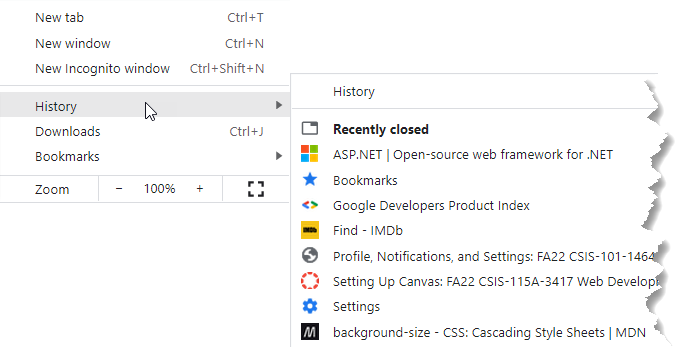 New tab Ctrl+T
New window Ctrl+N
New Incognito window Ctrl+Shift+N
History
Downloads Ctrl+J
Bookmarks
Zoom − 100% +
History
Recently closed
ASP.NET | Open-source web framework for .NET
Bookmarks
Google Developers Product Index
IMDb Find - IMDb
Profile, Notifications, and Settings: FA22 CSIS-101-1464
Setting Up Canvas: FA22 CSIS-115A-3417 Web Develop
Settings
M background-size - CSS: Cascading Style Sheets | MDN